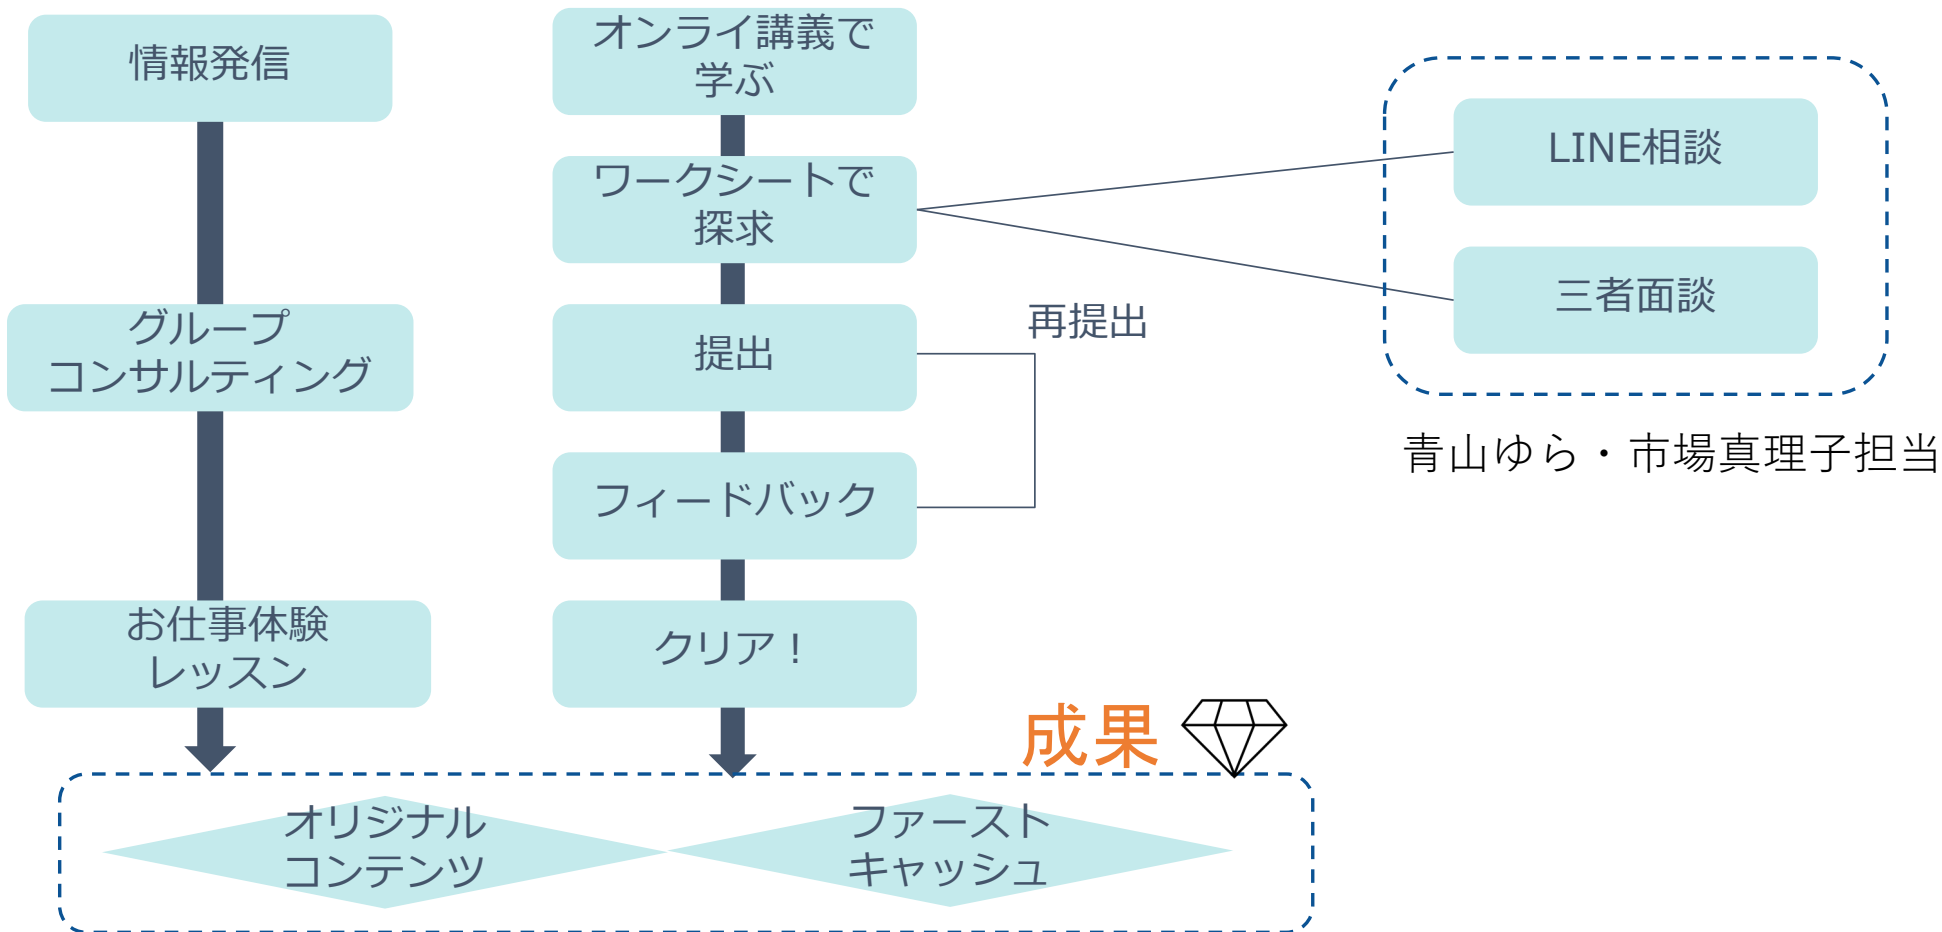 情報発信
グループ
コンサルティング
お仕事体験
レッスン
オンライ講義で
学ぶ
ワークシートで
探求
提出
フィードバック
クリア！
再提出
LINE相談
三者面談
青山ゆら・市場真理子担当
成果
オリジナル
コンテンツ
ファースト
キャッシュ